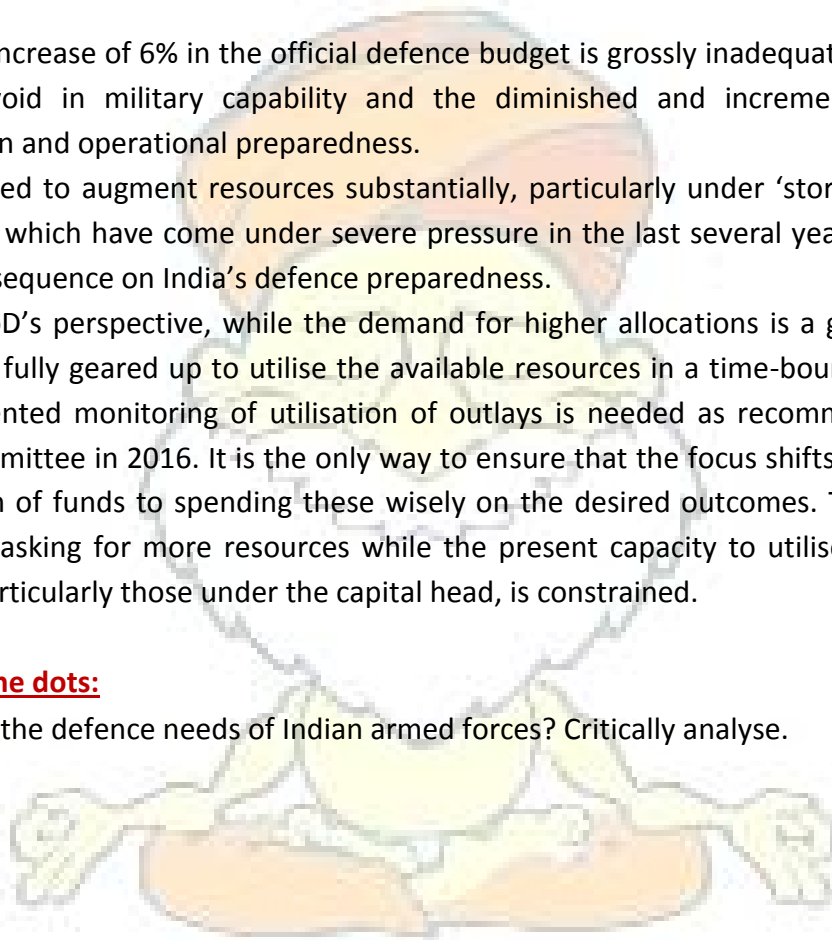 ncrease of 6% in the official defence budget is grossly inadequat
oid in military capability and the diminished and increme
n and operational preparedness.
ed to augment resources substantially, particularly under ‘stor
which have come under severe pressure in the last several yea
sequence on India’s defence preparedness.
D’s perspective, while the demand for higher allocations is a g
fully geared up to utilise the available resources in a time-bour
nted monitoring of utilisation of outlays is needed as recomm
mmittee in 2016. It is the only way to ensure that the focus shifts
n of funds to spending these wisely on the desired outcomes. T
asking for more resources while the present capacity to utilise
rticularly those under the capital head, is constrained.
ne dots:
the defence needs of Indian armed forces? Critically analyse.